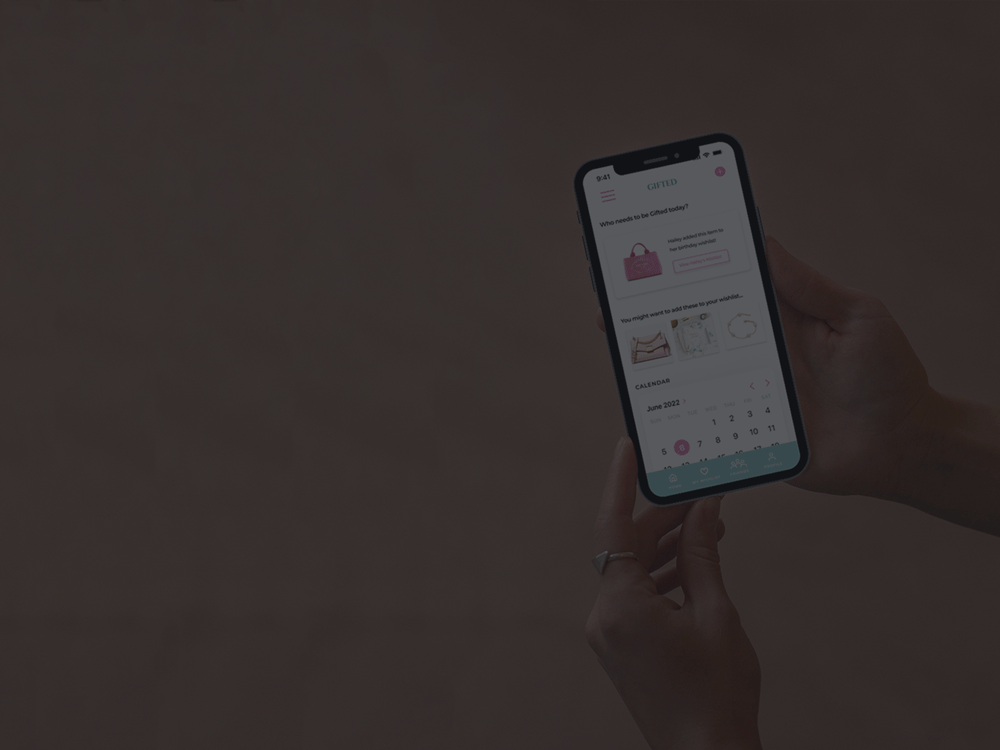 9:41
GIFTED
Who needs to be Gifted today?
Hailey added this item to
her birthday wishlist!
You might want to add these to your wishlist...
CALENDAR
June 2022
1 2 3 4
5 6 7 8 9 10 11